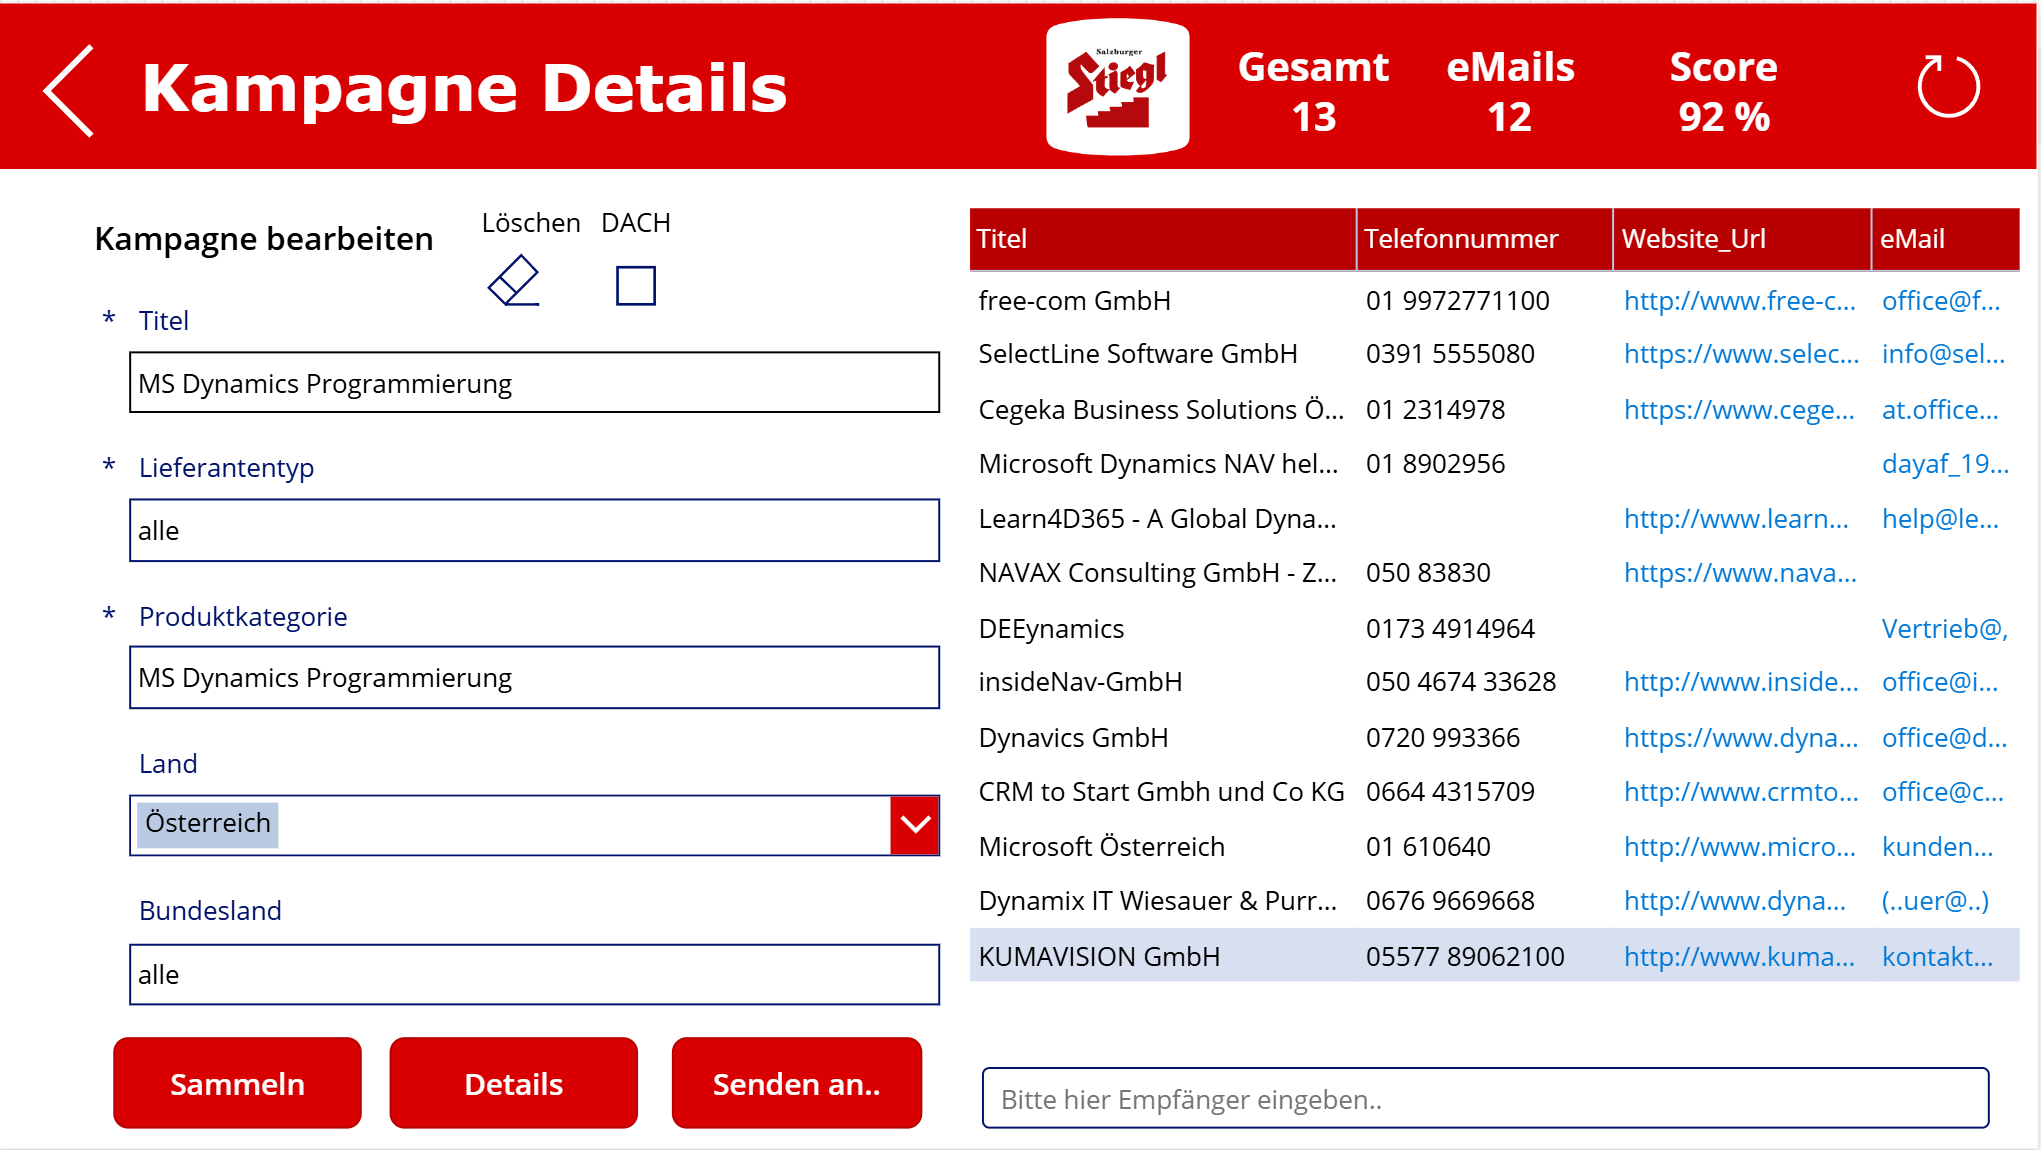 Kampagne Details
Salzburger
Stiegl
Gesamt
13
eMails
12
Score
92 %
Kampagne bearbeiten
Löschen
DACH
* Titel
MS Dynamics Programmierung
* Lieferantentyp
alle
* Produktkategorie
MS Dynamics Programmierung
Land
Österreich
Bundesland
alle
Sammeln
Details
Senden an..
Titel Telefonnummer Website_Url eMail
free-com GmbH 01 9972771100 http://www.free-c... office@f...
SelectLine Software GmbH 0391 5555080 https://www.selec... info@sel...
Cegeka Business Solutions Ö... 01 2314978 https://www.cege... at.office...
Microsoft Dynamics NAV hel... 01 8902956 dayaf_19...
Learn4D365 - A Global Dyna... http://www.learn... help@le...
NAVAX Consulting GmbH - Z... 050 83830 https://www.nava...
DEEynamics 0173 4914964 Vertrieb@,
insideNav-GmbH 050 4674 33628 http://www.inside... office@i...
Dynavics GmbH 0720 993366 https://www.dyna... office@d...
CRM to Start Gmbh und Co KG 0664 4315709 http://www.crmto... office@c...
Microsoft Österreich 01 610640 http://www.micro... kunden...
Dynamix IT Wiesauer & Purr... 0676 9669668 http://www.dyna... (..uer@..)
KUMAVISION GmbH 05577 89062100 http://www.kuma... kontakt...
Bitte hier Empfänger eingeben..